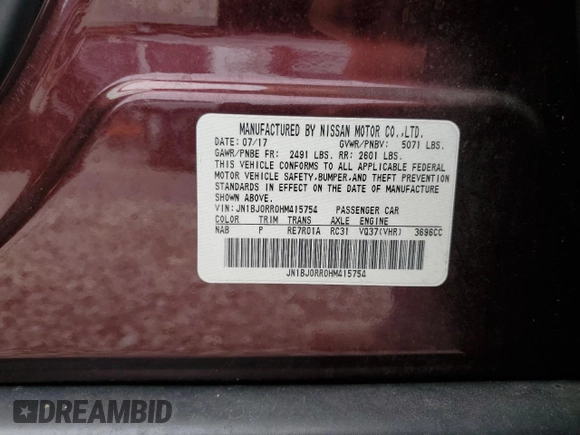 MANUFACTURED BY NISSAN MOTOR CO.,LTD.
DATE: 07/17 GVWR/PNBV: 5071 LBS.
GAWR/PNBE FR: 2491 LBS. RR: 2601 LBS.
THIS VEHICLE CONFORMS TO ALL APPLICABLE FEDERAL
MOTOR VEHICLE SAFETY,BUMPER,AND THEFT PREVENTION
STANDARDS IN EFFECT ON THE DATE OF MANUFACTURE
SHOWN ABOVE.
VIN: JN1BJ0RR0HM415754 PASSENGER CAR
COLOR TRIM TRANS AXLE ENGINE
NAB P RE7R01A RC31 VQ37(VHR) 3696CC
JN1BJ0RR0HM415754
DREAMBID